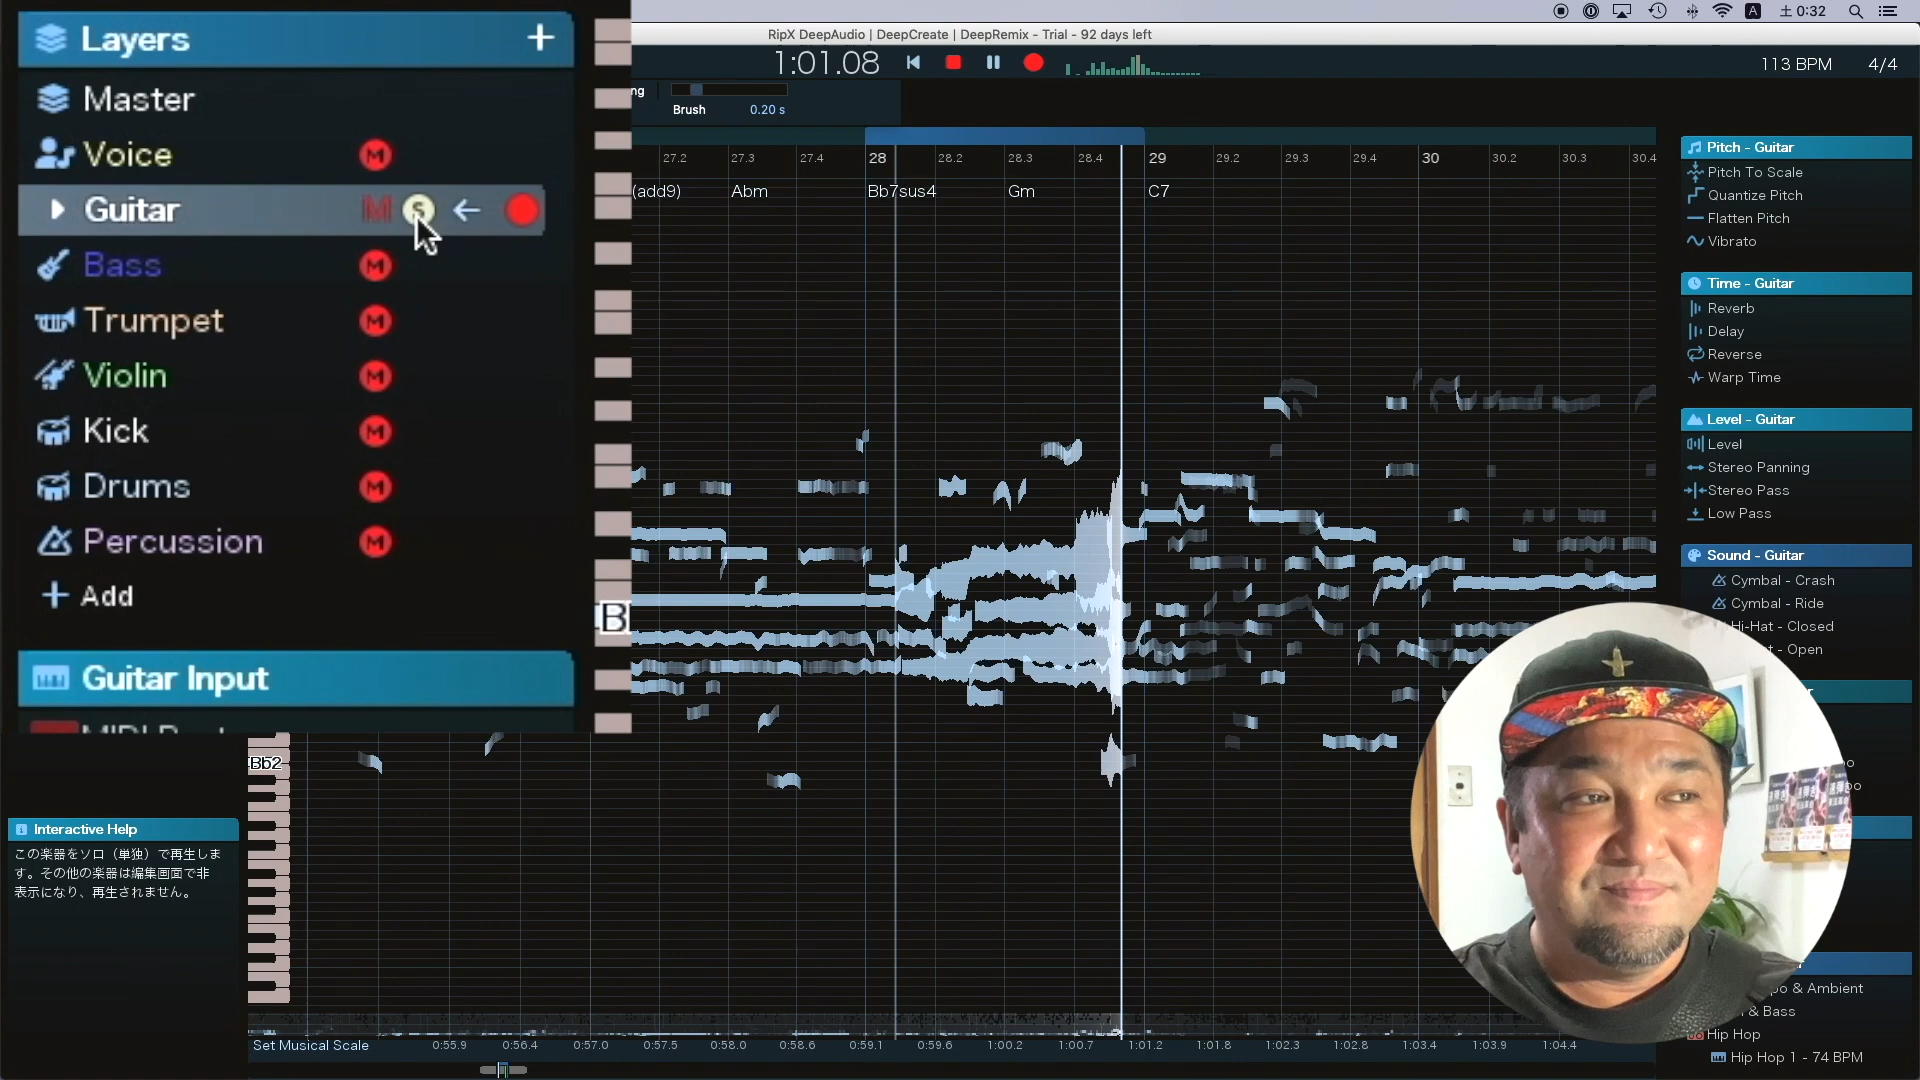 Layers
Master
Voice M
Guitar M S
Bass M
Trumpet M
Violin M
Kick M
Drums M
Percussion M
Add
Guitar Input
A 土 0:32
RipX DeepAudio | DeepCreate | DeepRemix - Trial - 92 days left
1:01.08
113 BPM 4/4
ng
Brush 0.20 s
27.2 27.3 27.4 28 28.2 28.3 28.4 29 29.2 29.3 29.4 30 30.2 30.3 30.4
(add9) Abm Bb7sus4 Gm C7
B
Bb2
Pitch - Guitar
Pitch To Scale
Quantize Pitch
Flatten Pitch
Vibrato
Time - Guitar
Reverb
Delay
Reverse
Warp Time
Level - Guitar
Level
Stereo Panning
Stereo Pass
Low Pass
Sound - Guitar
Cymbal - Crash
Cymbal - Ride
Hi-Hat - Closed
t - Open
po & Ambient
& Bass
Hip Hop
Hip Hop 1 - 74 BPM
Interactive Help
この楽器をソロ（単独）で再生しま
す。その他の楽器は編集画面で非
表示になり、再生されません。
Set Musical Scale 0:55.9 0:56.4 0:57.0 0:57.5 0:58.0 0:58.6 0:59.1 0:59.6 1:00.2 1:00.7 1:01.2 1:01.8 1:02.3 1:02.8 1:03.4 1:03.9 1:04.4